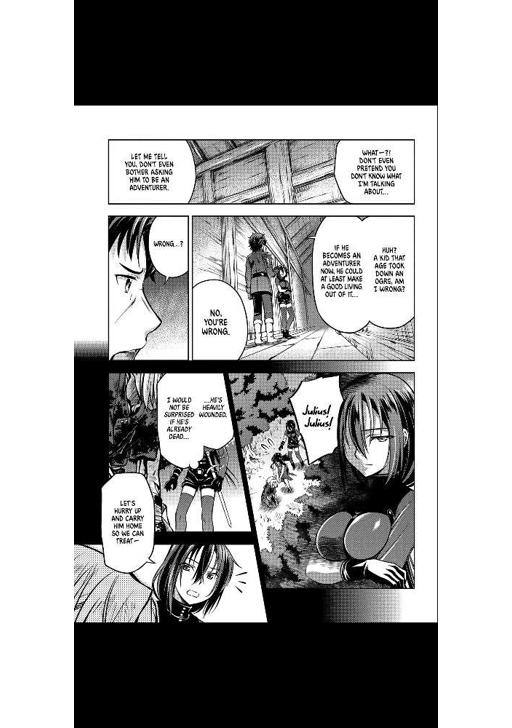 WHAT—?!
DON'T EVEN
PRETEND YOU
DON'T KNOW WHAT
I'M TALKING
ABOUT...
LET ME TELL
YOU, DON'T EVEN
BOTHER ASKING
HIM TO BE AN
ADVENTURER.
HUH?
A KID THAT
AGE TOOK
DOWN AN
OGRE, AM
I WRONG?
IF HE
BECOMES AN
ADVENTURER
NOW, HE COULD
AT LEAST MAKE
A GOOD LIVING
OUT OF IT...
NO,
YOU'RE
WRONG.
WRONG...?
Julius!
Julius!
...HE'S
HEAVILY
WOUNDED.
I WOULD
NOT BE
SURPRISED
IF HE'S
ALREADY
DEAD...
LET'S
HURRY UP
AND CARRY
HIM HOME
SO WE CAN
TREAT—